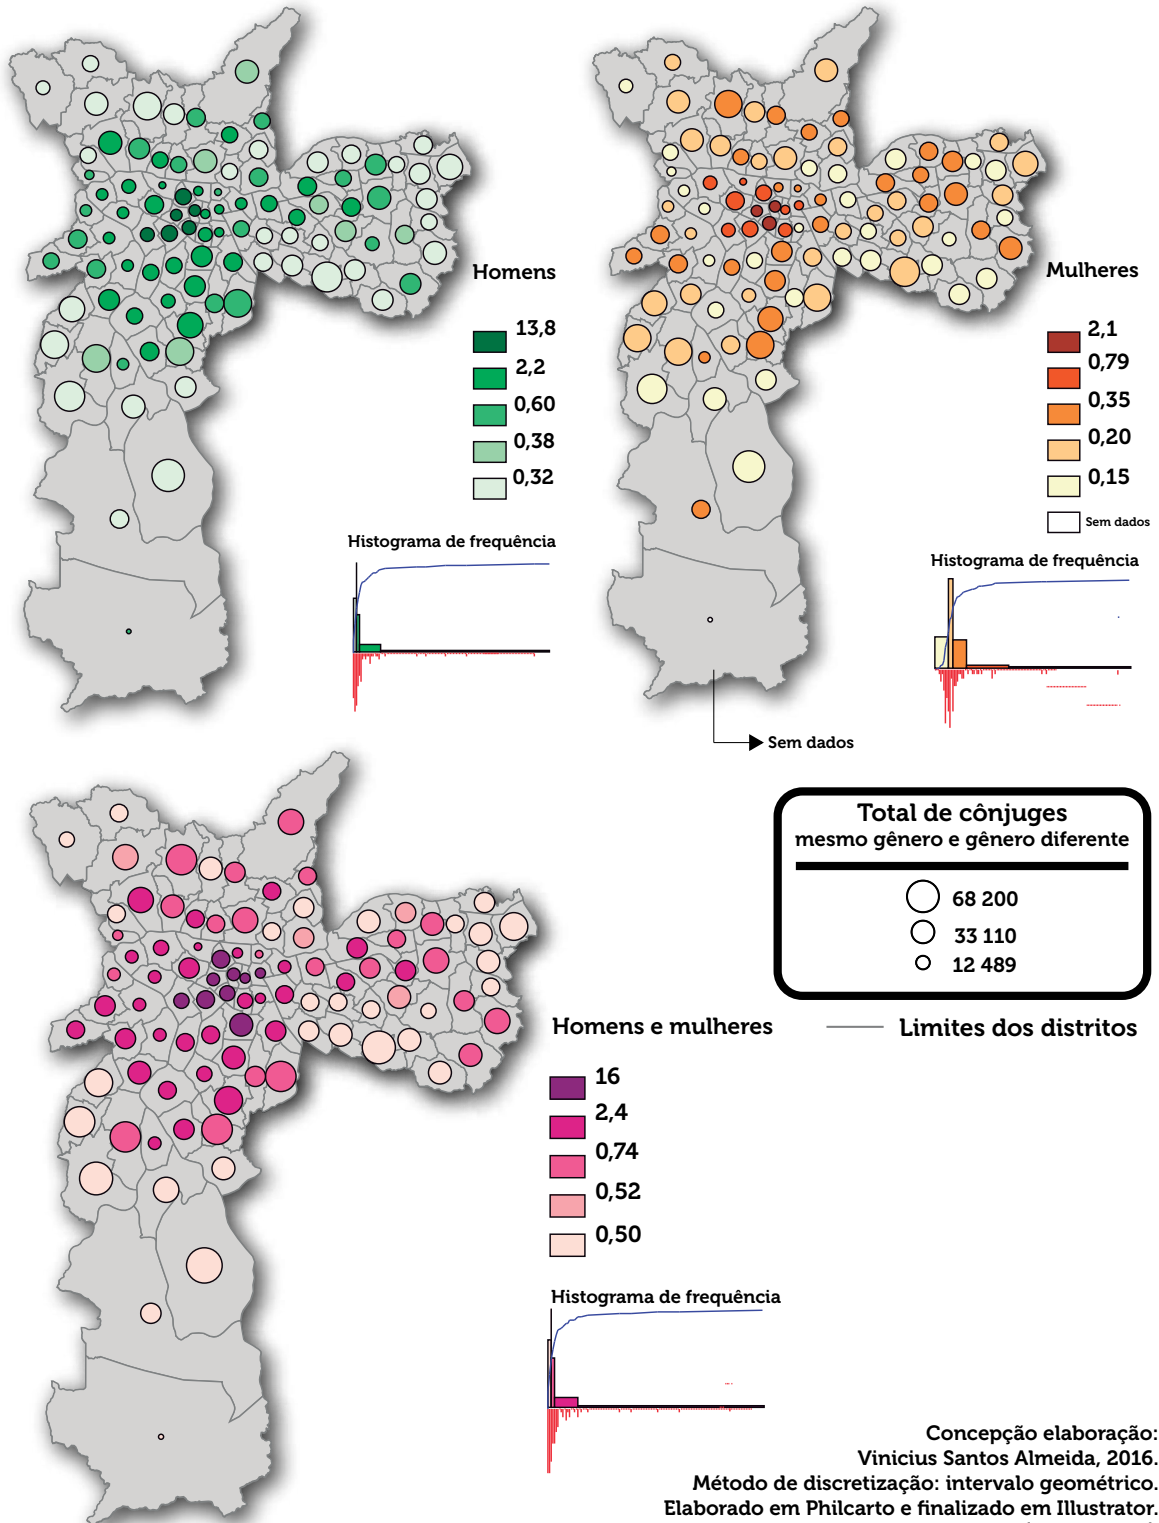 Homens
13,8
2,2
0,60
0,38
0,32
Histograma de frequência
Mulheres
2,1
0,79
0,35
0,20
0,15
Sem dados
Histograma de frequência
Sem dados
Total de cônjuges
mesmo gênero e gênero diferente
68 200
33 110
12 489
Limites dos distritos
Homens e mulheres
16
2,4
0,74
0,52
0,50
Histograma de frequência
Concepção elaboração:
Vinicius Santos Almeida, 2016.
Método de discretização: intervalo geométrico.
Elaborado em Philcarto e finalizado em Illustrator.